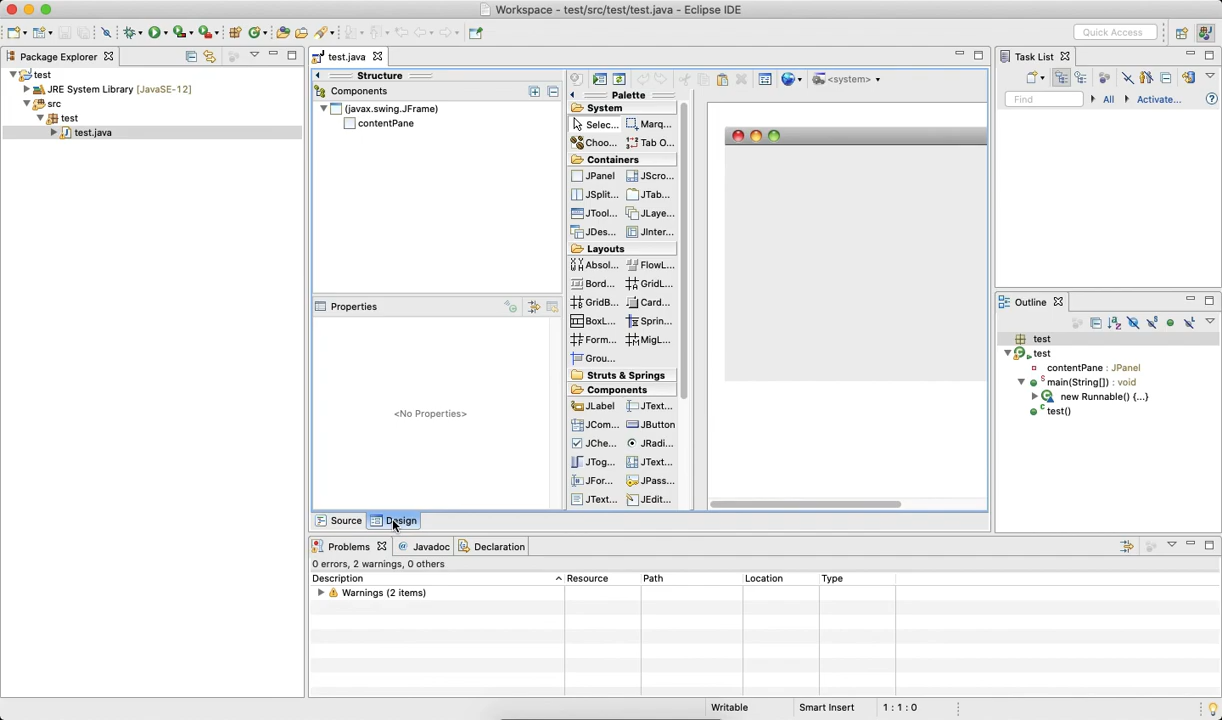 Workspace - test/src/test/test.java - Eclipse IDE
Quick Access
Package Explorer
test
JRE System Library [JavaSE-12]
src
test
test.java
test.java
Structure
Components
(javax.swing.JFrame)
contentPane
Properties
<No Properties>
<system>
Palette
System
Selec... Marq...
Choo... Tab O...
Containers
JPanel JScro...
JSplit... JTab...
JTool... JLaye...
JDes... JInter...
Layouts
Absol... FlowL...
Bord... GridL...
GridB... Card...
BoxL... Sprin...
Form... MigL...
Grou...
Struts & Springs
Components
JLabel JText...
JCom... JButton
JChe... JRadi...
JTog... JText...
JFor... JPass...
JText... JEdit...
Source Design
Task List
Find All Activate...
Outline
test
test
contentPane : JPanel
main(String[]) : void
new Runnable() {...}
test()
Problems Javadoc Declaration
0 errors, 2 warnings, 0 others
Description Resource Path Location Type
Warnings (2 items)
Writable Smart Insert 1 : 1 : 0